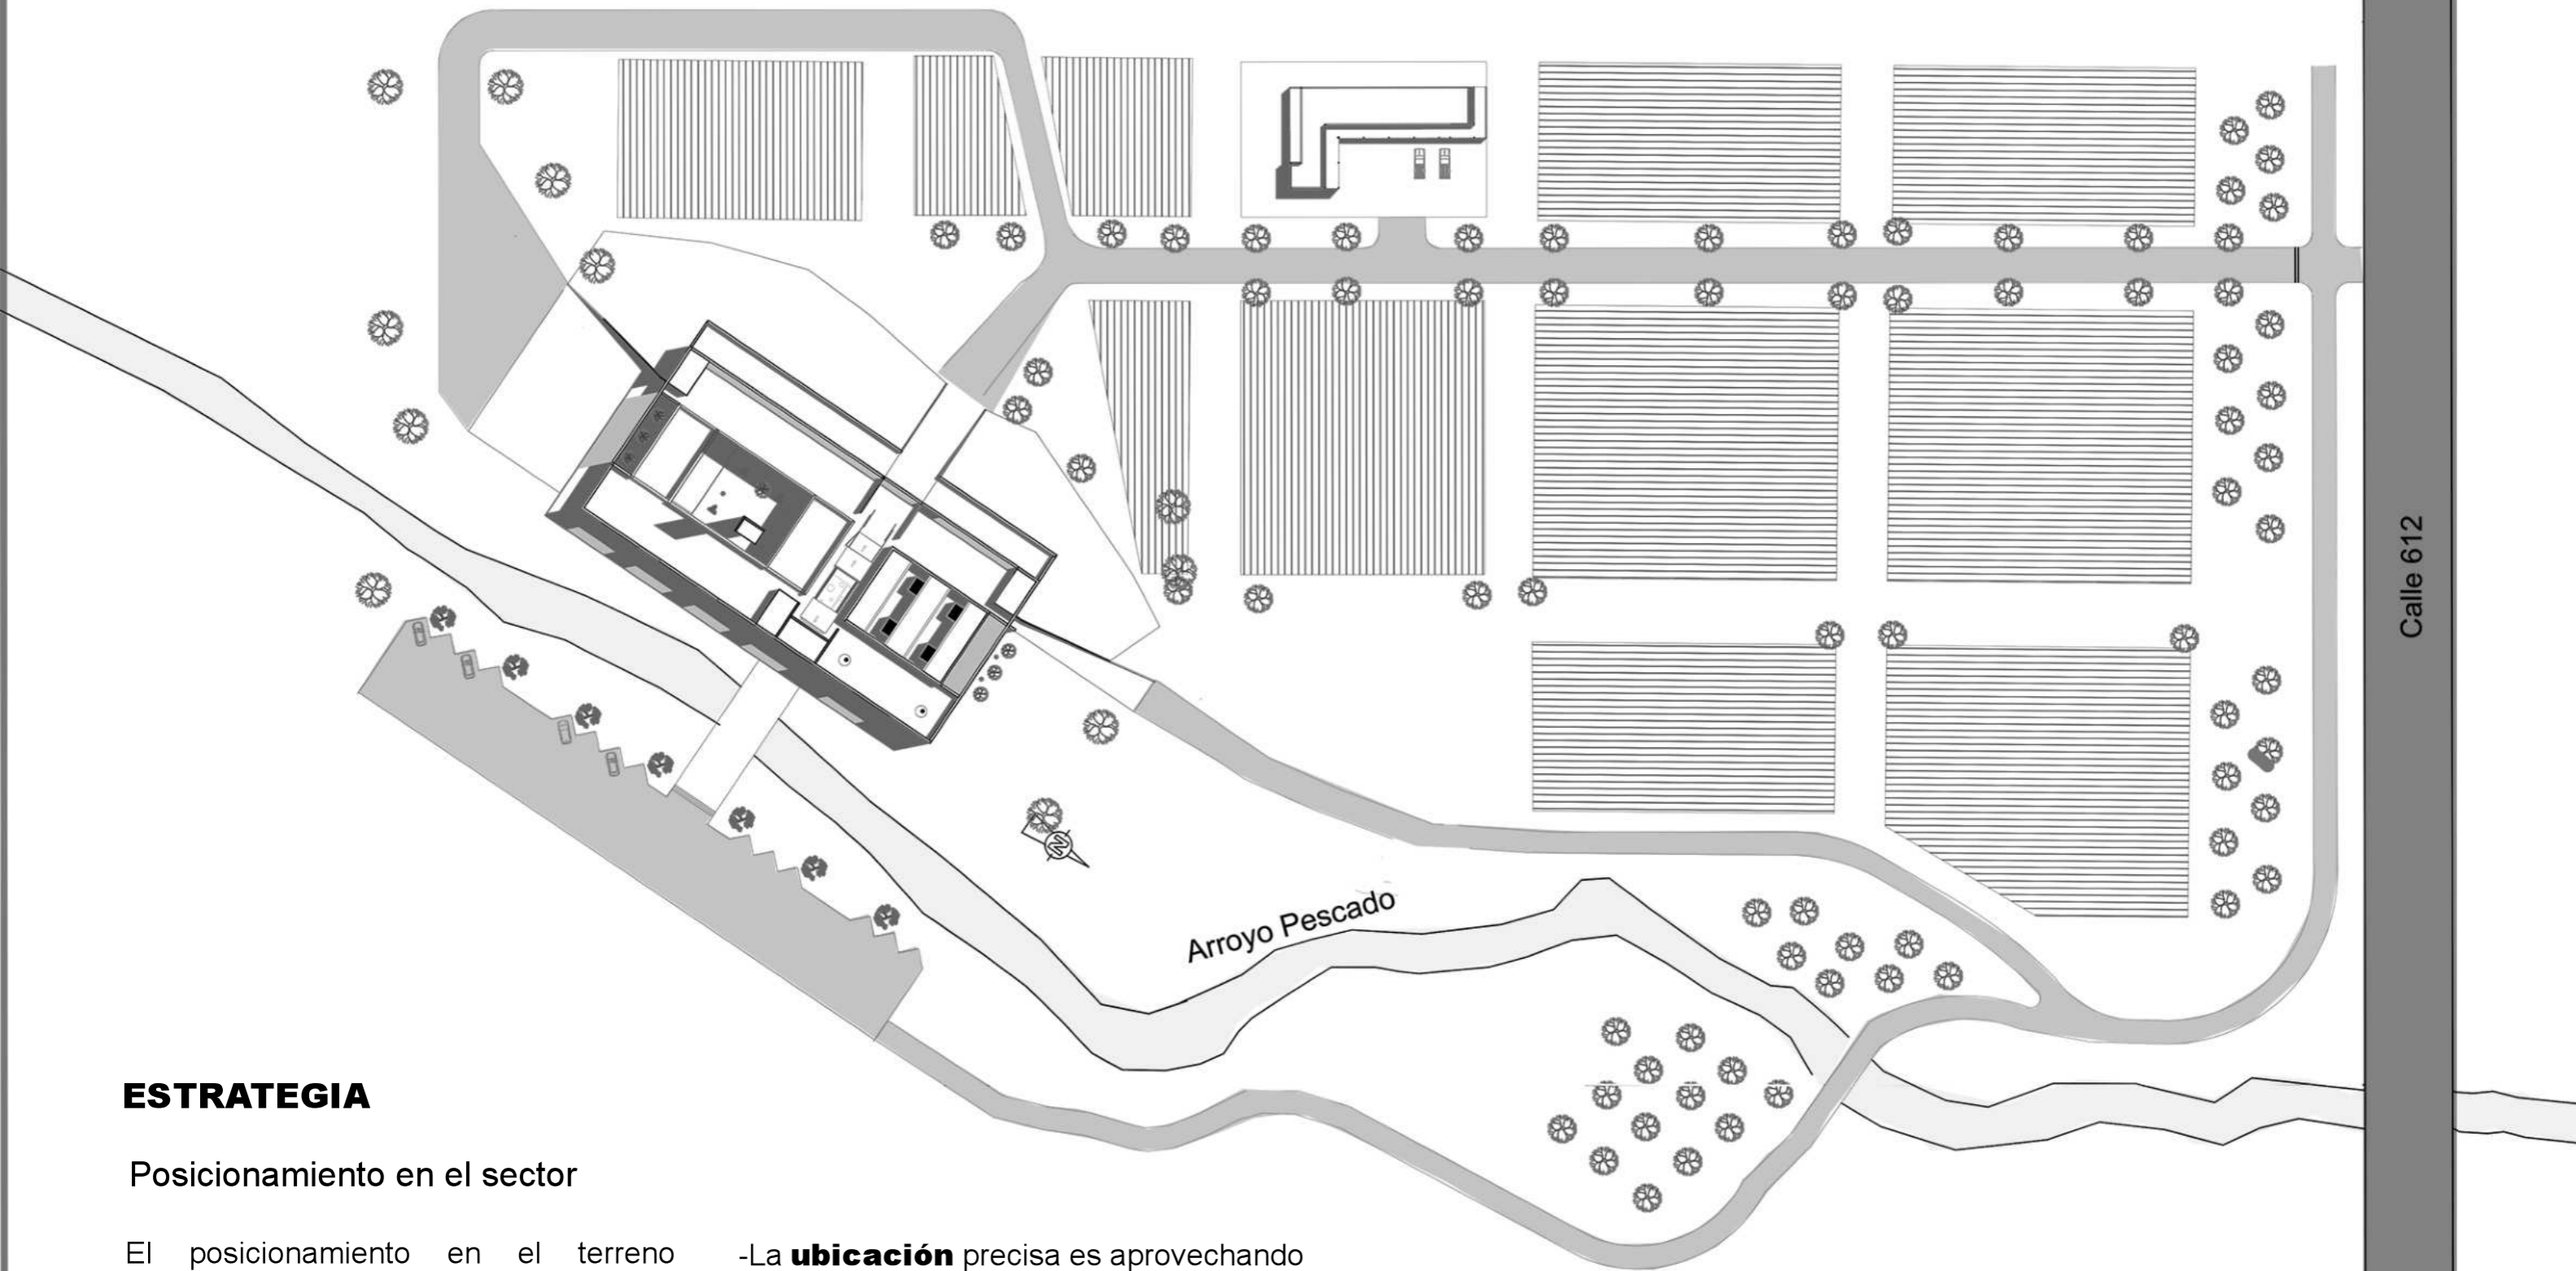 Calle 612
Arroyo Pescado
N
ESTRATEGIA
Posicionamiento en el sector
El posicionamiento en el terreno
-La ubicación precisa es aprovechando